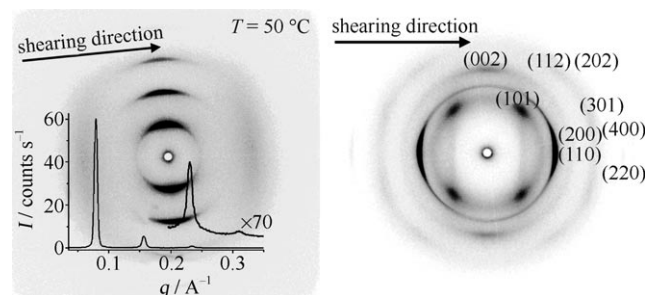 shearing direction
T = 50 °C
60
40
20
0
I / counts s⁻¹
×70
0.1
0.2
0.3
q / A⁻¹
shearing direction
(002) (112) (202)
(101)
(301)
(200) (400)
(110)
(220)